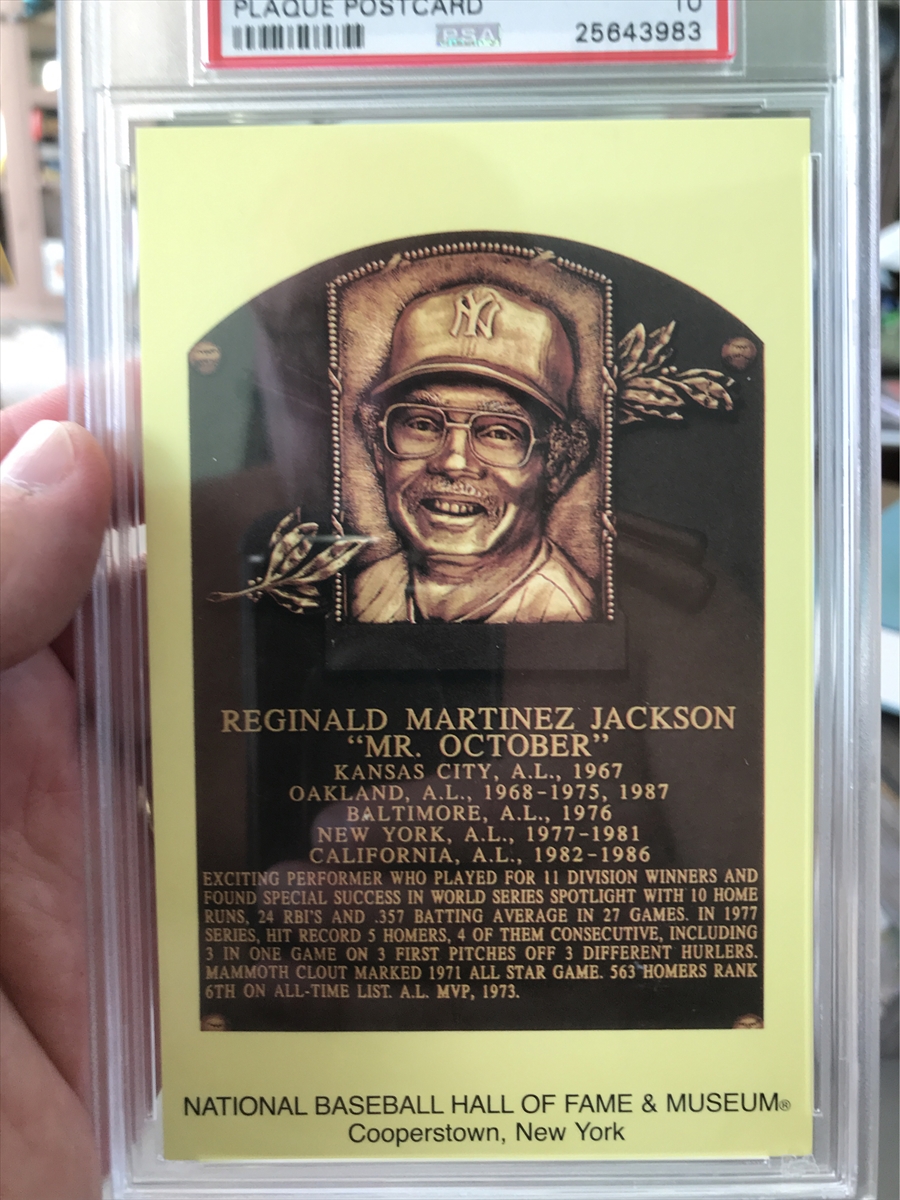 PLAQUE POSTCARD 10
PSA 25643983
NY
REGINALD MARTINEZ JACKSON
“MR. OCTOBER”
KANSAS CITY, A.L., 1967
OAKLAND, A.L., 1968-1975, 1987
BALTIMORE, A.L., 1976
NEW YORK, A.L., 1977-1981
CALIFORNIA, A.L., 1982-1986
EXCITING PERFORMER WHO PLAYED FOR 11 DIVISION WINNERS AND
FOUND SPECIAL SUCCESS IN WORLD SERIES SPOTLIGHT WITH 10 HOME
RUNS, 24 RBI'S AND .357 BATTING AVERAGE IN 27 GAMES. IN 1977
SERIES, HIT RECORD 5 HOMERS, 4 OF THEM CONSECUTIVE, INCLUDING
3 IN ONE GAME ON 3 FIRST PITCHES OFF 3 DIFFERENT HURLERS.
MAMMOTH CLOUT MARKED 1971 ALL STAR GAME. 563 HOMERS RANK
6TH ON ALL-TIME LIST. A.L. MVP, 1973.
NATIONAL BASEBALL HALL OF FAME & MUSEUM®
Cooperstown, New York